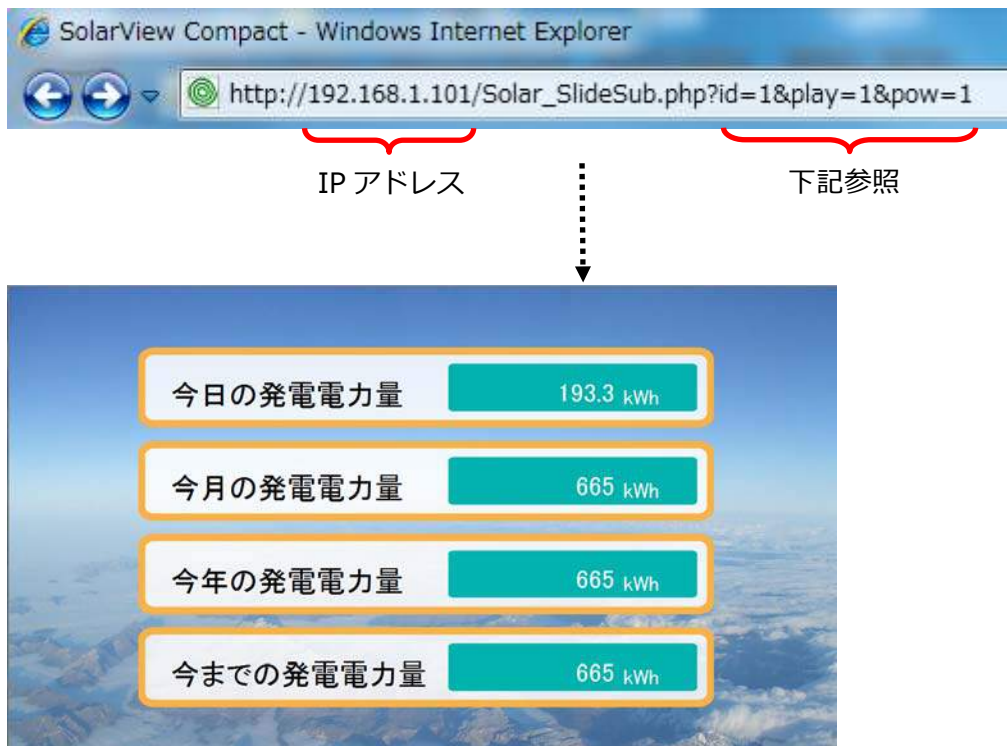 SolarView Compact - Windows Internet Explorer
http://192.168.1.101/Solar_SlideSub.php?id=1&play=1&pow=1
IP アドレス
下記参照
今日の発電電力量 193.3 kWh
今月の発電電力量 665 kWh
今年の発電電力量 665 kWh
今までの発電電力量 665 kWh